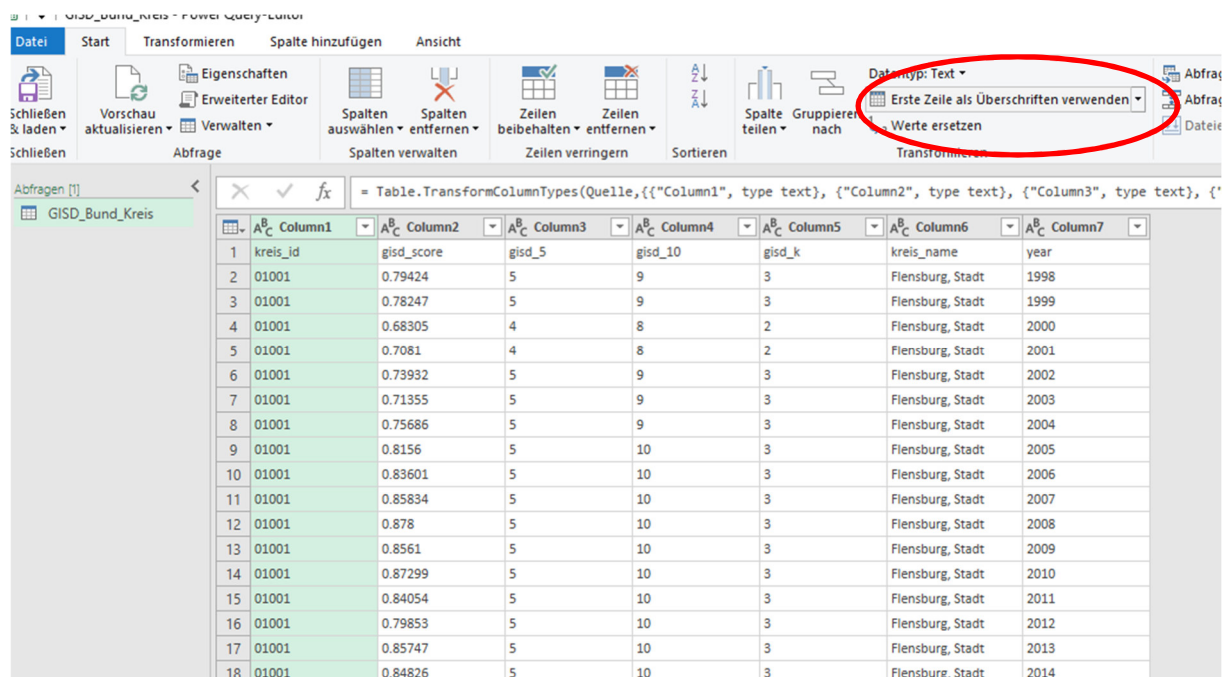 GISD_Bund_Kreis - Power Query-Editor
Datei Start Transformieren Spalte hinzufügen Ansicht
Schließen & laden Vorschau aktualisieren Eigenschaften Erweiterter Editor Verwalten Spalten auswählen Spalten entfernen Zeilen beibehalten Zeilen entfernen Spalte teilen Gruppieren nach Datentyp: Text Erste Zeile als Überschriften verwenden Werte ersetzen Abfrag Abfrag Dateie
Schließen Abfrage Spalten verwalten Zeilen verringern Sortieren Transformieren
Abfragen [1]
GISD_Bund_Kreis
= Table.TransformColumnTypes(Quelle,{{"Column1", type text}, {"Column2", type text}, {"Column3", type text}, {"
Column1 Column2 Column3 Column4 Column5 Column6 Column7
1 kreis_id gisd_score gisd_5 gisd_10 gisd_k kreis_name year
2 01001 0.79424 5 9 3 Flensburg, Stadt 1998
3 01001 0.78247 5 9 3 Flensburg, Stadt 1999
4 01001 0.68305 4 8 2 Flensburg, Stadt 2000
5 01001 0.7081 4 8 2 Flensburg, Stadt 2001
6 01001 0.73932 5 9 3 Flensburg, Stadt 2002
7 01001 0.71355 5 9 3 Flensburg, Stadt 2003
8 01001 0.75686 5 9 3 Flensburg, Stadt 2004
9 01001 0.8156 5 10 3 Flensburg, Stadt 2005
10 01001 0.83601 5 10 3 Flensburg, Stadt 2006
11 01001 0.85834 5 10 3 Flensburg, Stadt 2007
12 01001 0.878 5 10 3 Flensburg, Stadt 2008
13 01001 0.8561 5 10 3 Flensburg, Stadt 2009
14 01001 0.87299 5 10 3 Flensburg, Stadt 2010
15 01001 0.84054 5 10 3 Flensburg, Stadt 2011
16 01001 0.79853 5 10 3 Flensburg, Stadt 2012
17 01001 0.85747 5 10 3 Flensburg, Stadt 2013
18 01001 0.84826 5 10 3 Flensburg, Stadt 2014